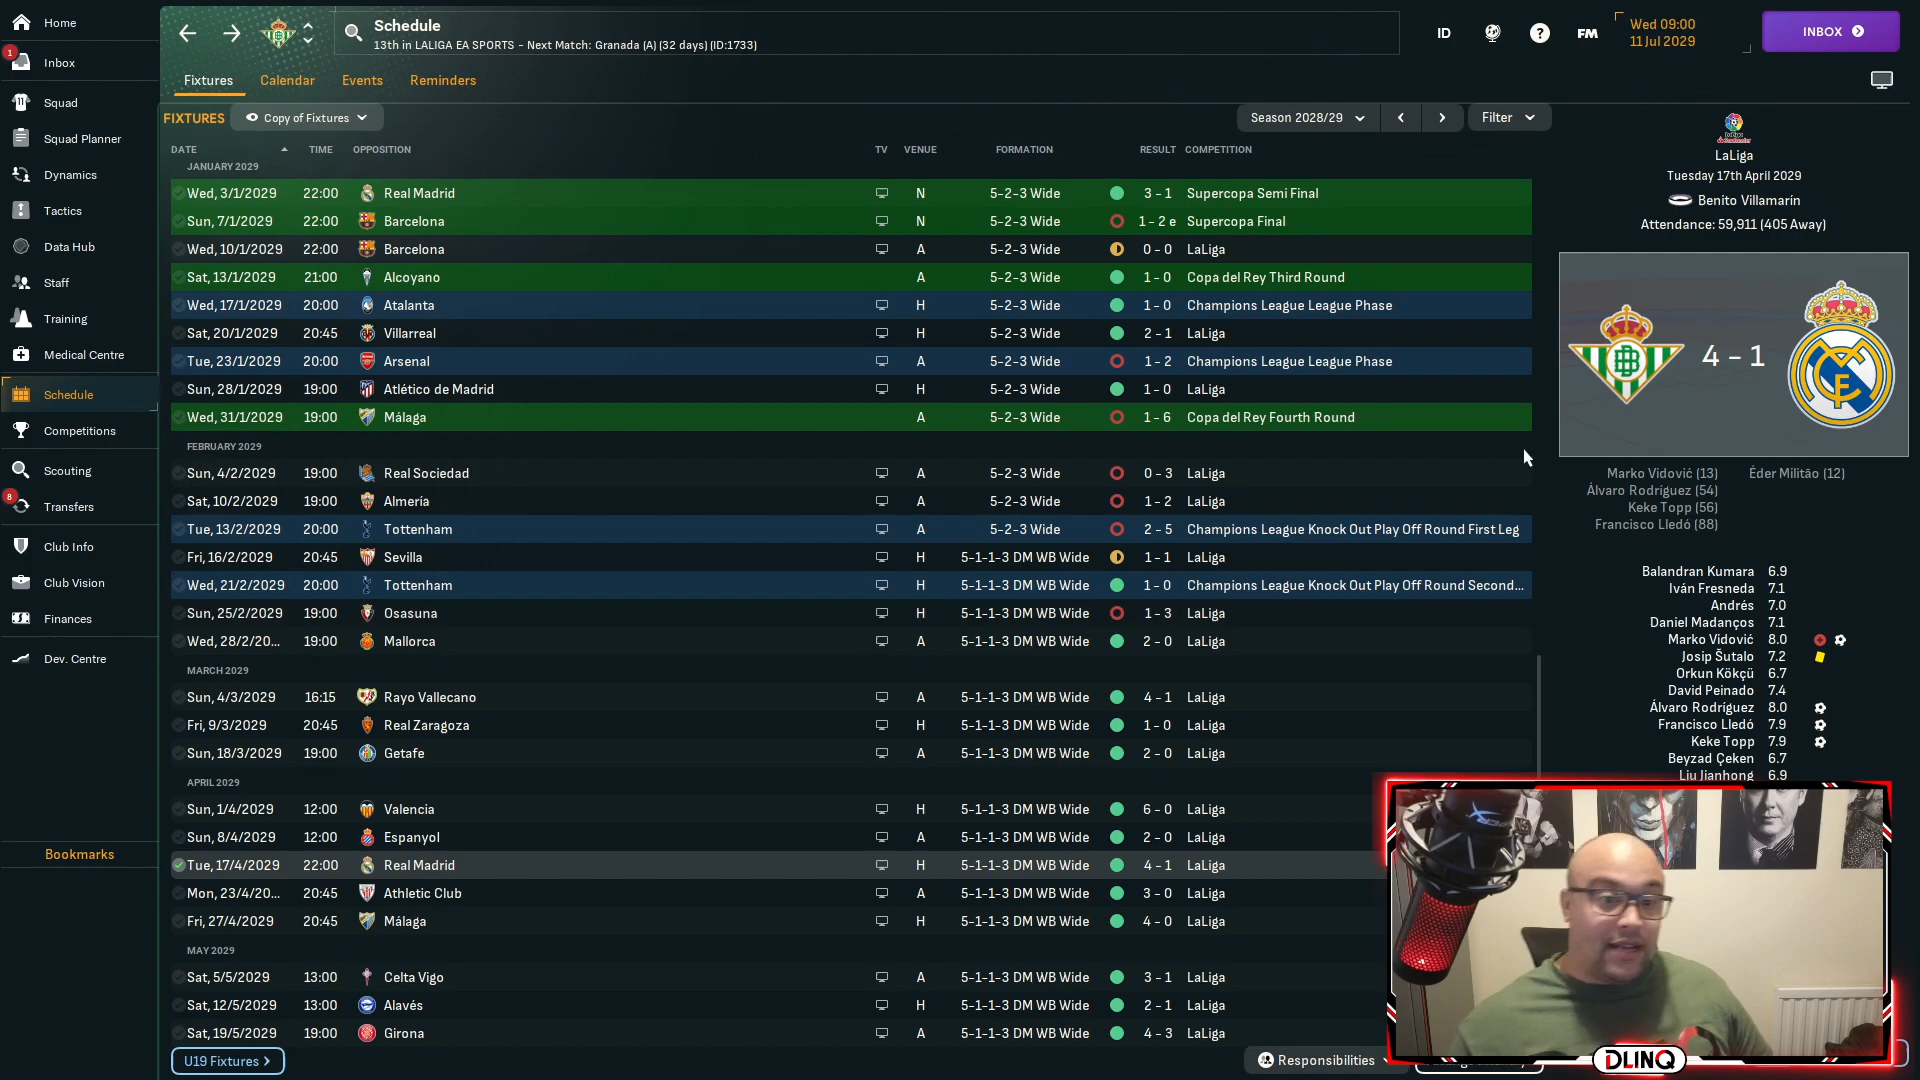 Home
1
Inbox
Squad
Squad Planner
Dynamics
Tactics
Data Hub
Staff
Training
Medical Centre
Schedule
Competitions
Scouting
8
Transfers
Club Info
Club Vision
Finances
Dev. Centre
Bookmarks
Schedule
13th in LALIGA EA SPORTS - Next Match: Granada (A) (32 days) (ID:1733)
ID
?
FM
Wed 09:00
11 Jul 2029
INBOX
Fixtures Calendar Events Reminders
FIXTURES Copy of Fixtures Season 2028/29 Filter
DATE TIME OPPOSITION TV VENUE FORMATION RESULT COMPETITION
JANUARY 2029
Wed, 3/1/2029 22:00 Real Madrid N 5-2-3 Wide 3 - 1 Supercopa Semi Final
Sun, 7/1/2029 22:00 Barcelona N 5-2-3 Wide 1 - 2 e Supercopa Final
Wed, 10/1/2029 22:00 Barcelona A 5-2-3 Wide 0 - 0 LaLiga
Sat, 13/1/2029 21:00 Alcoyano A 5-2-3 Wide 1 - 0 Copa del Rey Third Round
Wed, 17/1/2029 20:00 Atalanta H 5-2-3 Wide 1 - 0 Champions League League Phase
Sat, 20/1/2029 20:45 Villarreal H 5-2-3 Wide 2 - 1 LaLiga
Tue, 23/1/2029 20:00 Arsenal A 5-2-3 Wide 1 - 2 Champions League League Phase
Sun, 28/1/2029 19:00 Atlético de Madrid H 5-2-3 Wide 1 - 0 LaLiga
Wed, 31/1/2029 19:00 Málaga A 5-2-3 Wide 1 - 6 Copa del Rey Fourth Round
FEBRUARY 2029
Sun, 4/2/2029 19:00 Real Sociedad A 5-2-3 Wide 0 - 3 LaLiga
Sat, 10/2/2029 19:00 Almería A 5-2-3 Wide 1 - 2 LaLiga
Tue, 13/2/2029 20:00 Tottenham A 5-2-3 Wide 2 - 5 Champions League Knock Out Play Off Round First Leg
Fri, 16/2/2029 20:45 Sevilla H 5-1-1-3 DM WB Wide 1 - 1 LaLiga
Wed, 21/2/2029 20:00 Tottenham H 5-1-1-3 DM WB Wide 1 - 0 Champions League Knock Out Play Off Round Second...
Sun, 25/2/2029 19:00 Osasuna H 5-1-1-3 DM WB Wide 1 - 3 LaLiga
Wed, 28/2/20... 19:00 Mallorca A 5-1-1-3 DM WB Wide 2 - 0 LaLiga
MARCH 2029
Sun, 4/3/2029 16:15 Rayo Vallecano A 5-1-1-3 DM WB Wide 4 - 1 LaLiga
Fri, 9/3/2029 20:45 Real Zaragoza H 5-1-1-3 DM WB Wide 1 - 0 LaLiga
Sun, 18/3/2029 19:00 Getafe A 5-1-1-3 DM WB Wide 2 - 0 LaLiga
APRIL 2029
Sun, 1/4/2029 12:00 Valencia H 5-1-1-3 DM WB Wide 6 - 0 LaLiga
Sun, 8/4/2029 12:00 Espanyol A 5-1-1-3 DM WB Wide 2 - 0 LaLiga
Tue, 17/4/2029 22:00 Real Madrid H 5-1-1-3 DM WB Wide 4 - 1 LaLiga
Mon, 23/4/20... 20:45 Athletic Club A 5-1-1-3 DM WB Wide 3 - 0 LaLiga
Fri, 27/4/2029 20:45 Málaga H 5-1-1-3 DM WB Wide 4 - 0 LaLiga
MAY 2029
Sat, 5/5/2029 13:00 Celta Vigo A 5-1-1-3 DM WB Wide 3 - 1 LaLiga
Sat, 12/5/2029 13:00 Alavés H 5-1-1-3 DM WB Wide 2 - 1 LaLiga
Sat, 19/5/2029 19:00 Girona A 5-1-1-3 DM WB Wide 4 - 3 LaLiga
U19 Fixtures
Responsibilities
LaLiga
Tuesday 17th April 2029
Benito Villamarín
Attendance: 59,911 (405 Away)
4 - 1
Marko Vidović (13) Éder Militão (12)
Álvaro Rodríguez (54)
Keke Topp (56)
Francisco Lledó (88)
Balandran Kumara 6.9
Iván Fresneda 7.1
Andrés 7.0
Daniel Madanços 7.1
Marko Vidović 8.0
Josip Šutalo 7.2
Orkun Kökçü 6.7
David Peinado 7.4
Álvaro Rodríguez 8.0
Francisco Lledó 7.9
Keke Topp 7.9
Beyzad Çeken 6.7
Liu Jianhong 6.9
DLINQ